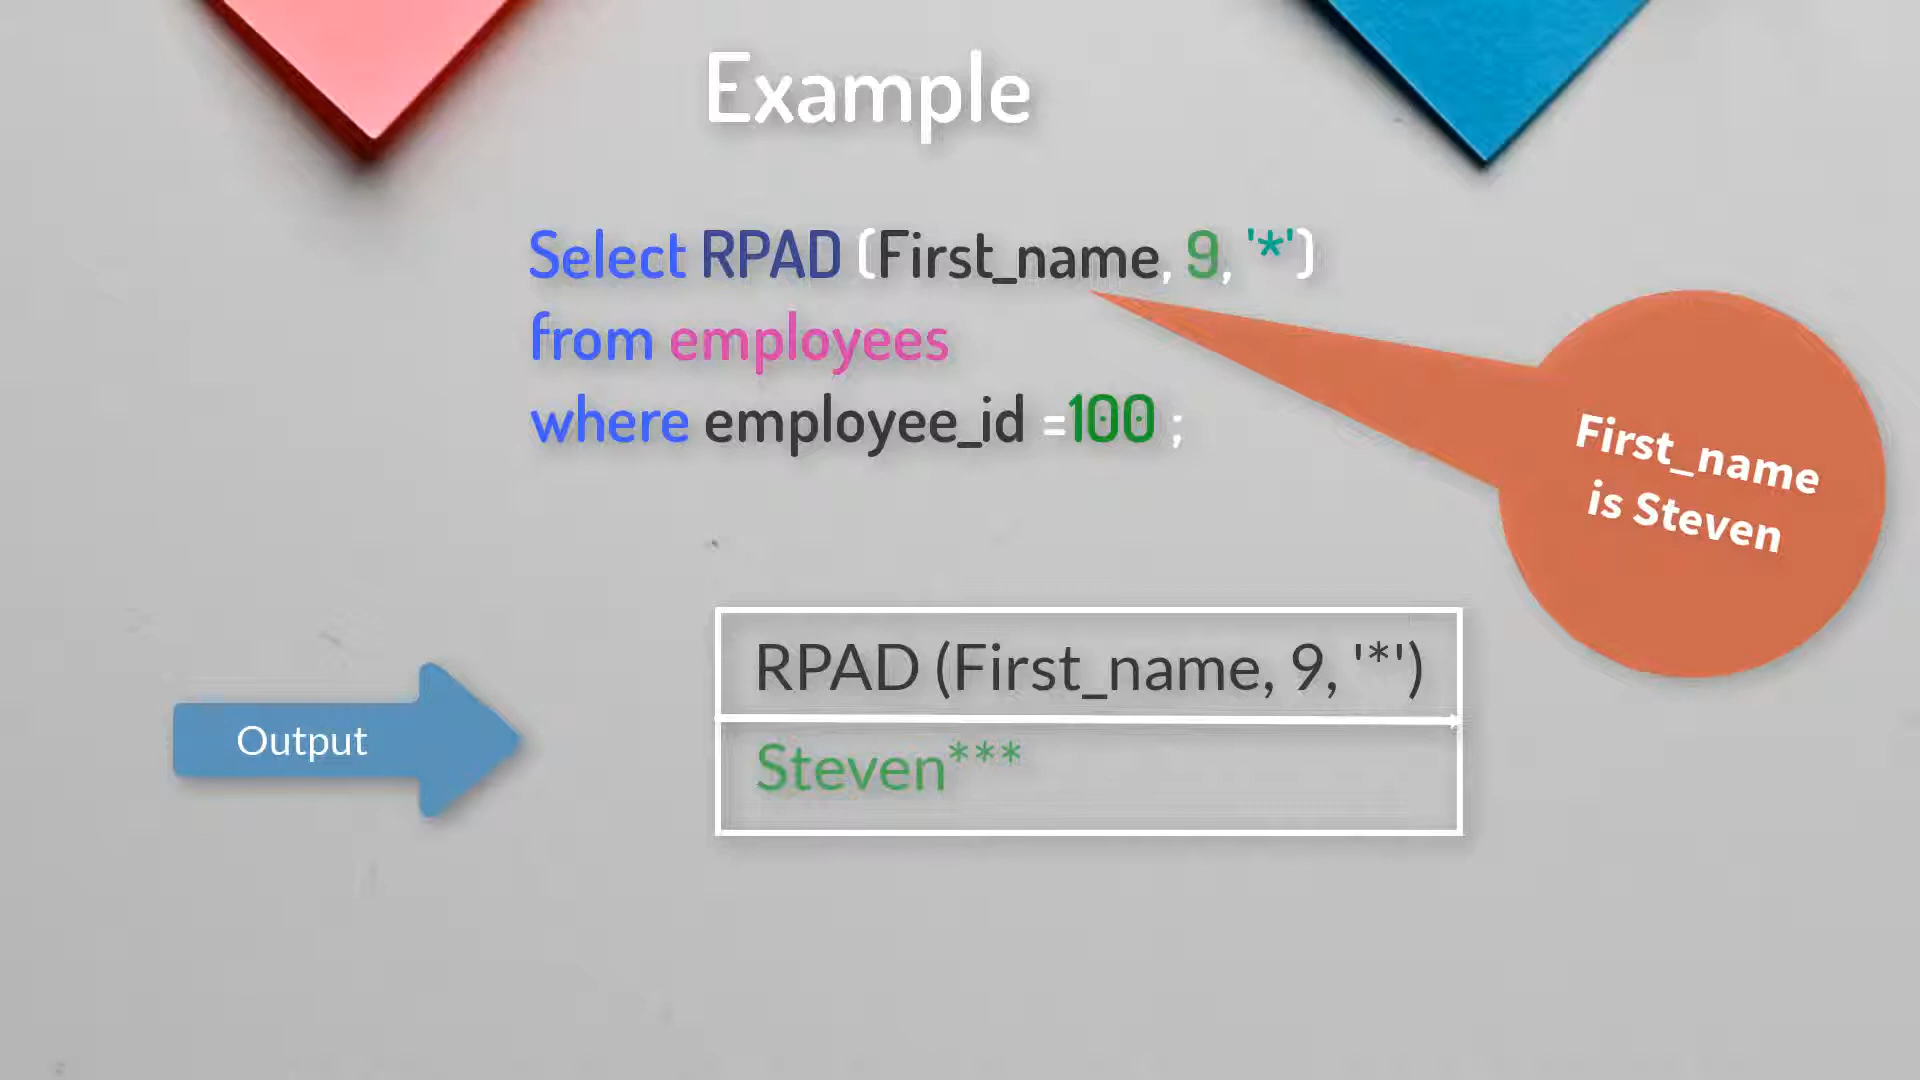 Example
Select RPAD (First_name, 9, '*')
from employees
where employee_id =100 ;
First_name
is Steven
Output
RPAD (First_name, 9, '*')
Steven***